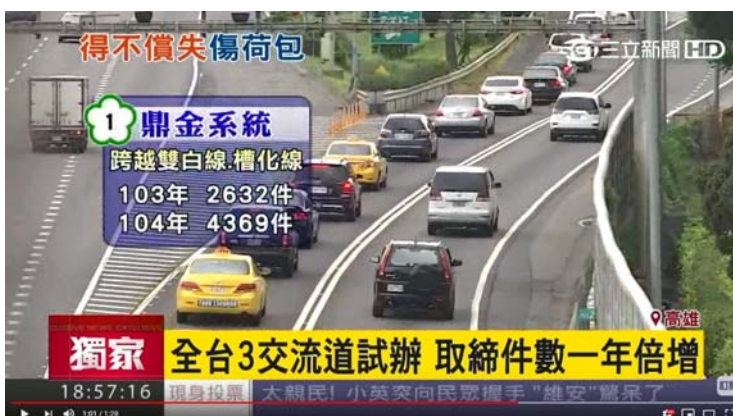 得不償失傷荷包
三立新聞 HD
1 鼎金系統
跨越雙白線.槽化線
103年 2632件
104年 4369件
高雄
獨家
全台3交流道試辦 取締件數一年倍增
18:57:16
現身投票
太親民! 小英突向民眾握手 "維安"驚呆了